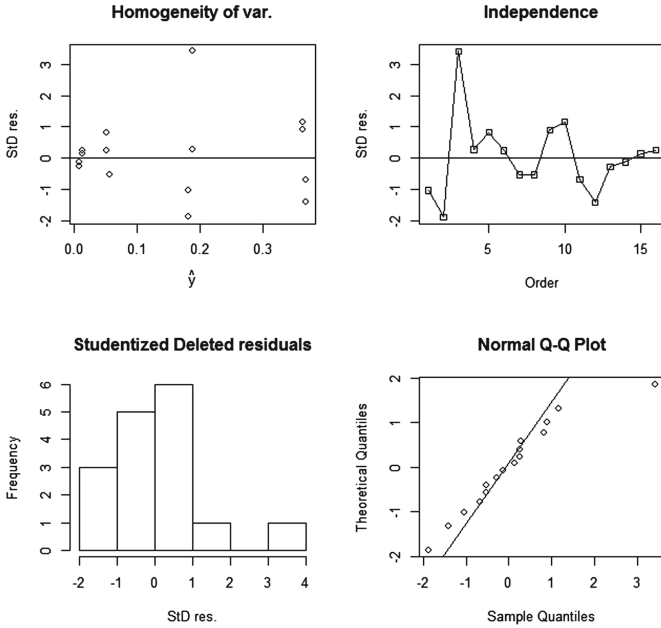 Homogeneity of var.
StD res.
3
2
1
0
-1
-2
0.0 0.1 0.2 0.3
ŷ
Independence
StD res.
3
2
1
0
-1
-2
5 10 15
Order
Studentized Deleted residuals
Frequency
6
5
4
3
2
1
0
-2 -1 0 1 2 3 4
StD res.
Normal Q-Q Plot
Theoretical Quantiles
2
1
0
-1
-2
-2 -1 0 1 2 3
Sample Quantiles